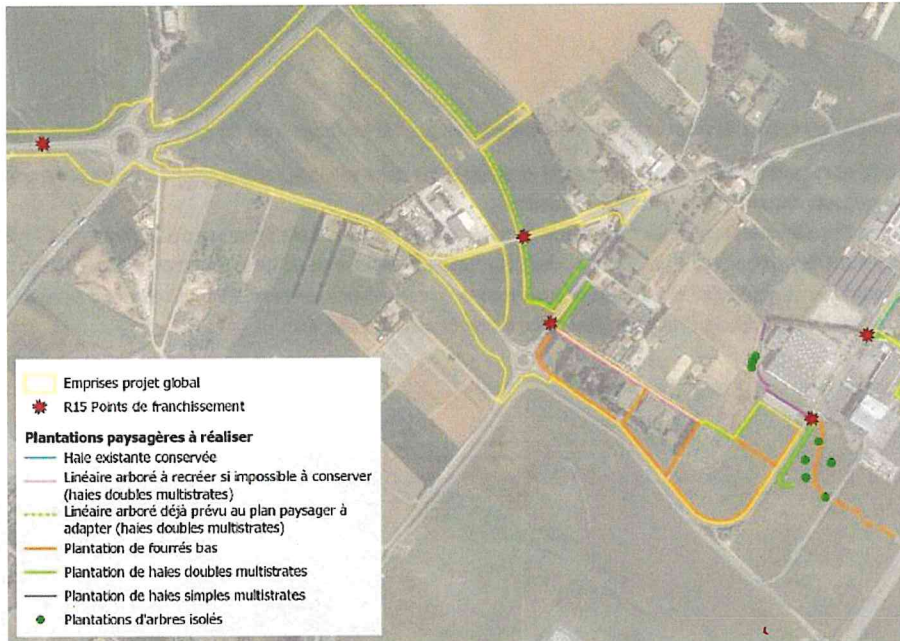 Emprises projet global
R15 Points de franchissement
Plantations paysagères à réaliser
Haie existante conservée
Linéaire arboré à recréer si impossible à conserver
(haies doubles multistrates)
Linéaire arboré déjà prévu au plan paysager à
adapter (haies doubles multistrates)
Plantation de fourrés bas
Plantation de haies doubles multistrates
Plantation de haies simples multistrates
Plantations d'arbres isolés